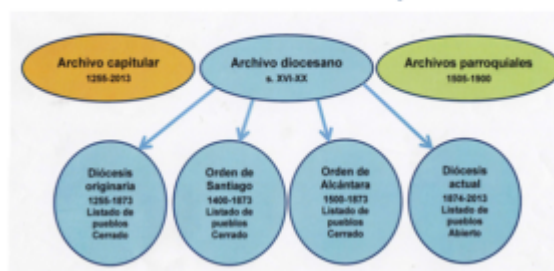 Archivo capitular
1255-2013
Archivo diocesano
s. XVI-XX
Archivos parroquiales
1505-1900
Diócesis
originaria
1255-1873
Listado de
pueblos
Cerrado
Orden de
Santiago
1400-1873
Listado de
pueblos
Cerrado
Orden de
Alcántara
1500-1873
Listado de
pueblos
Cerrado
Diócesis
actual
1874-2013
Listado de
pueblos
Abierto